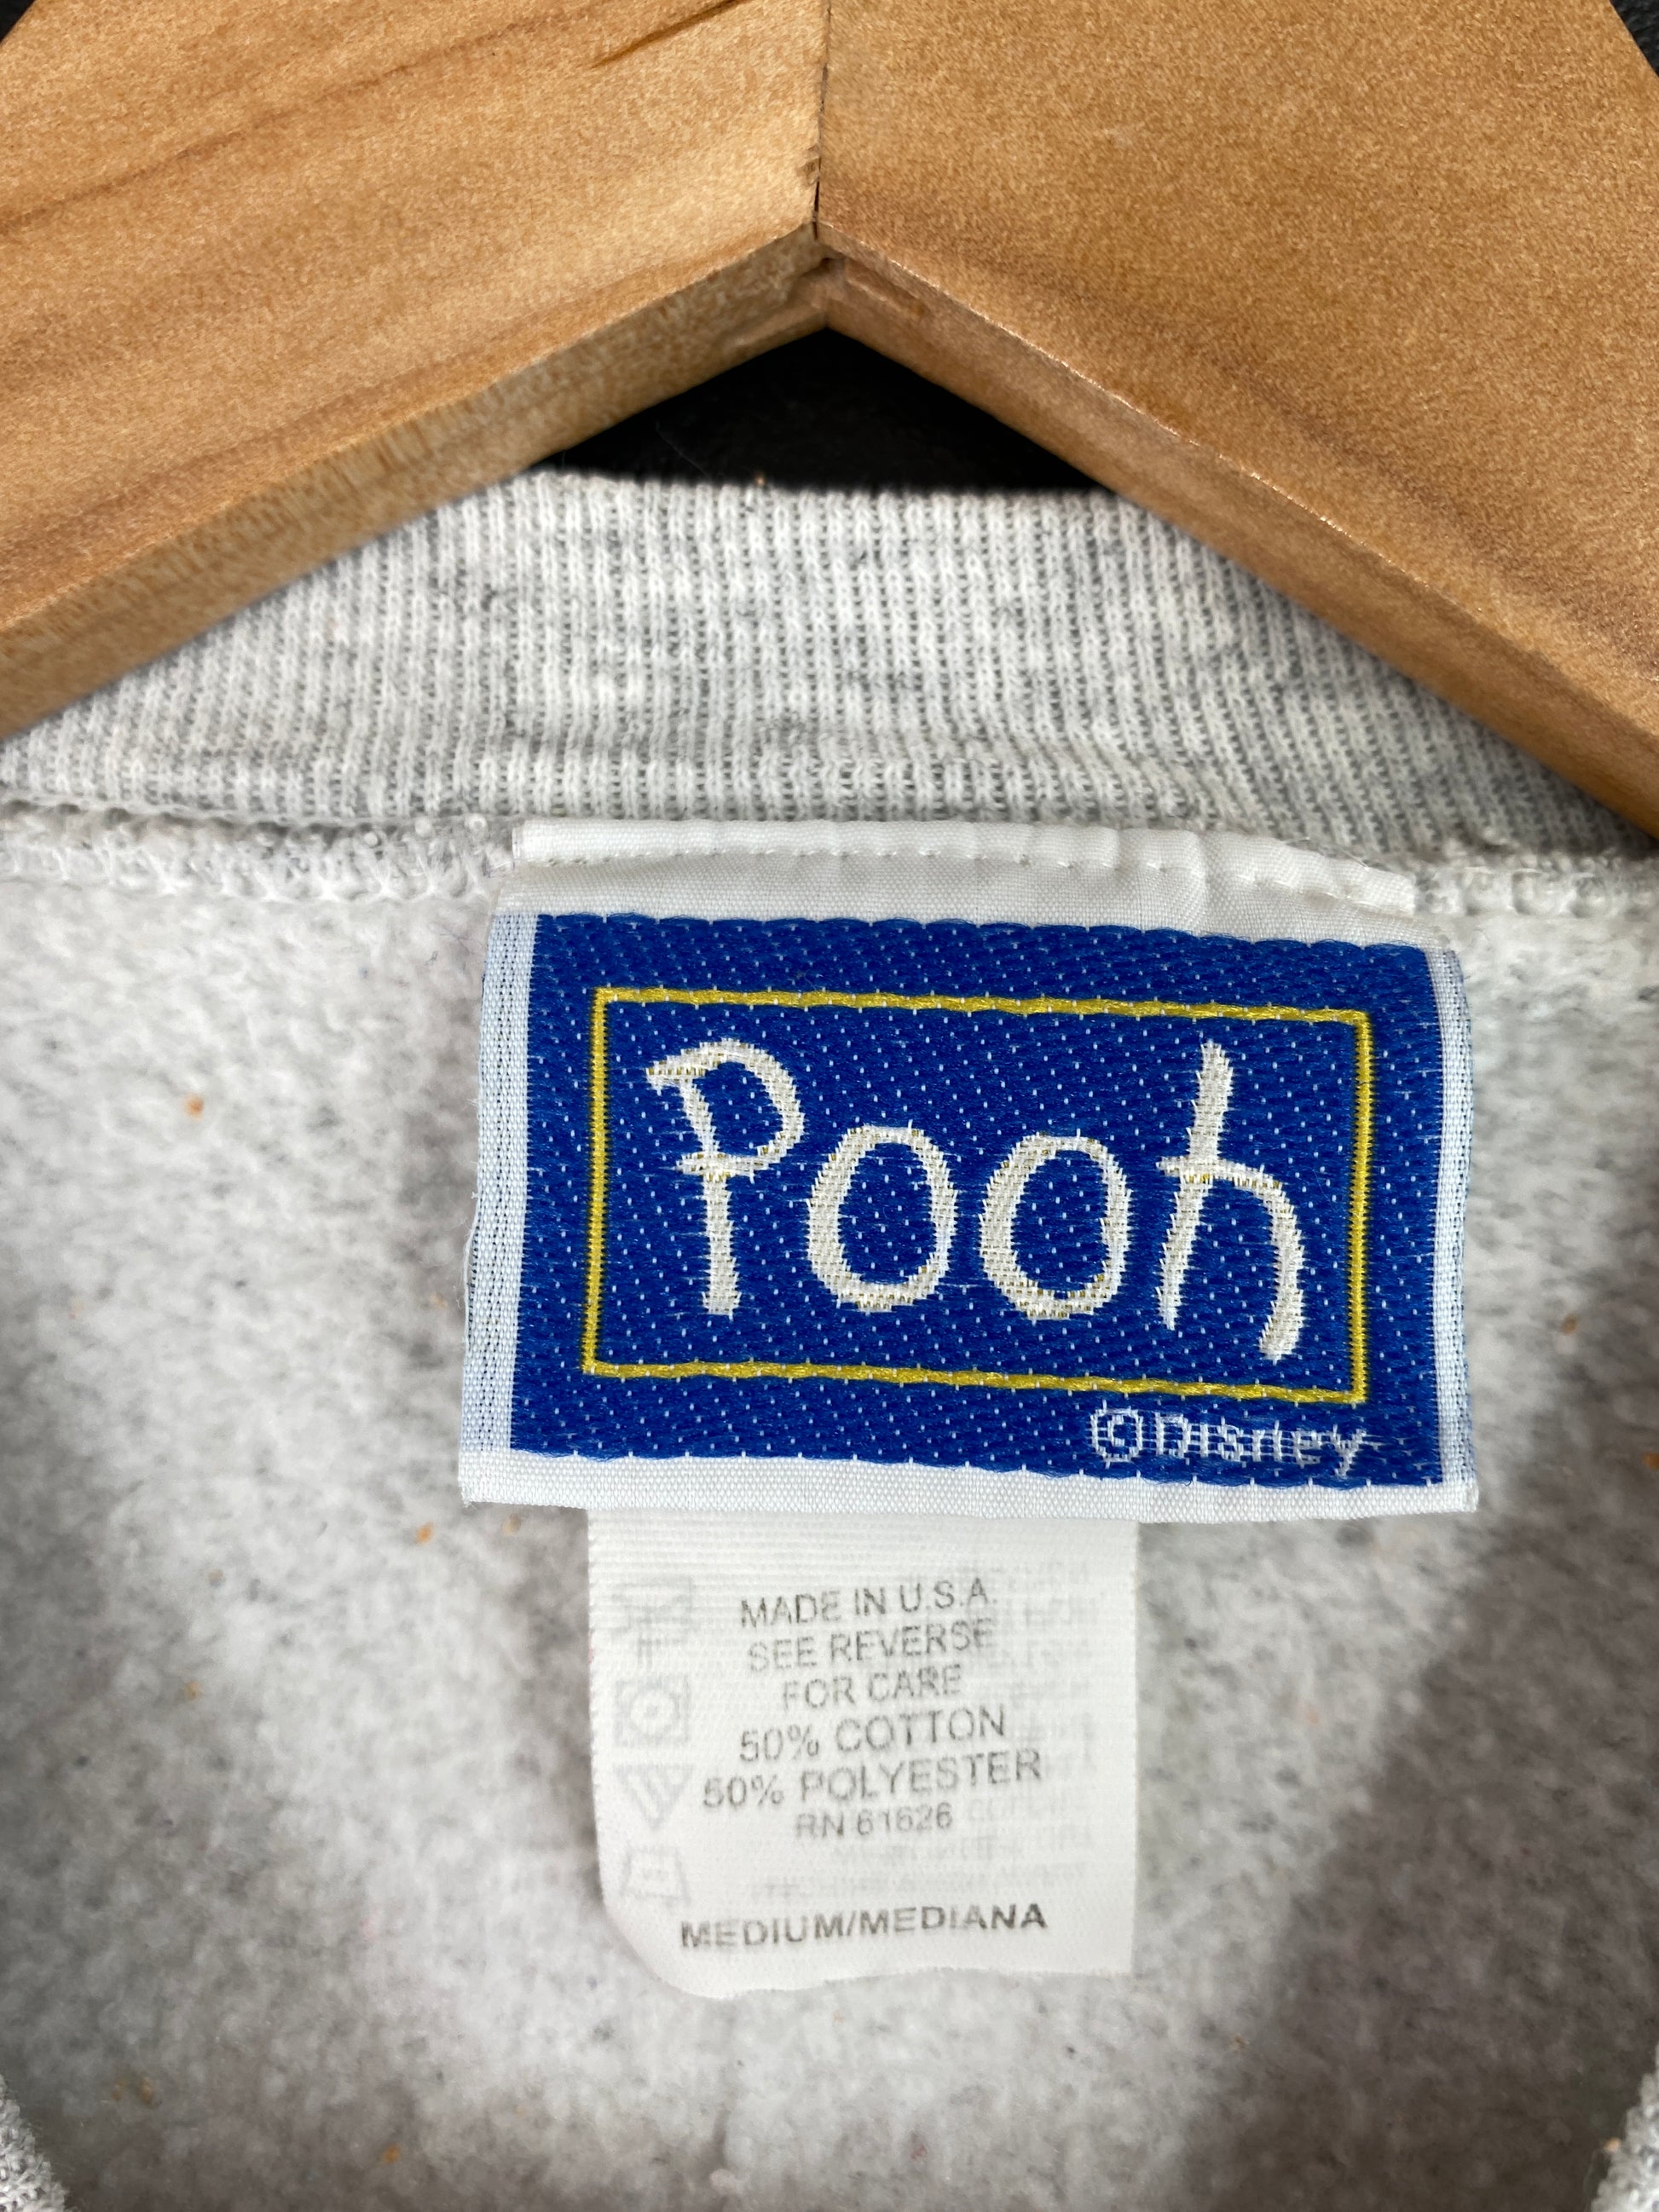 Pooh
©Disney
MADE IN U.S.A.
SEE REVERSE
FOR CARE
50% COTTON
50% POLYESTER
RN 61626
MEDIUM/MEDIANA